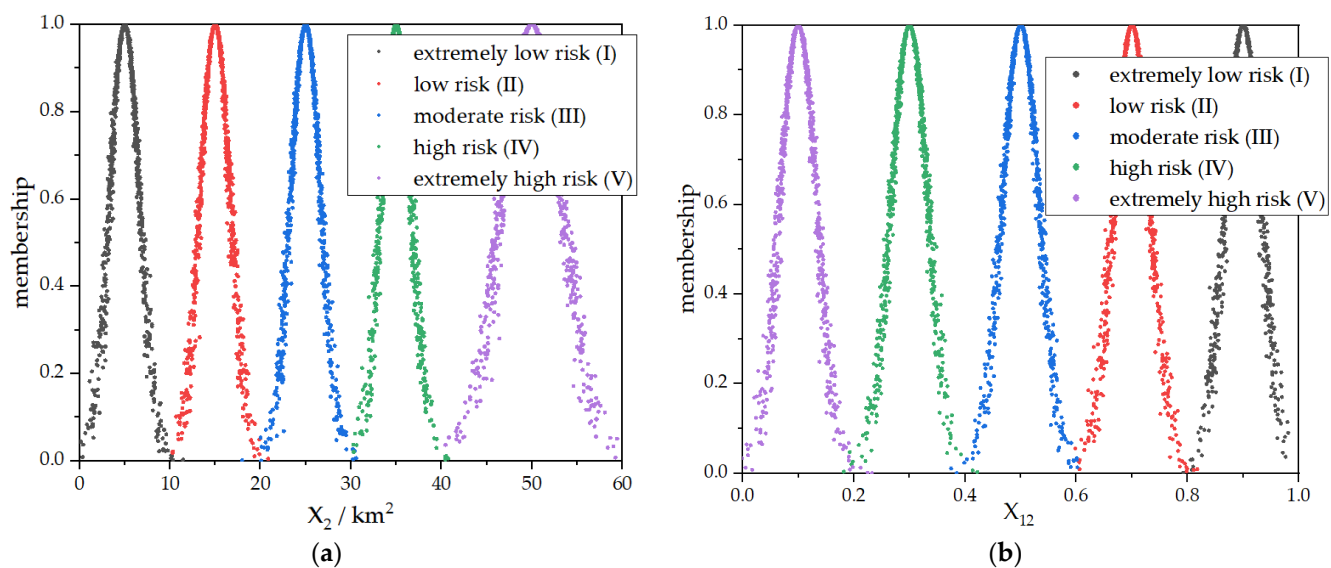 1.0
0.8
0.6
0.4
0.2
0.0
membership
0 10 20 30 40 50 60
X₂ / km²
extremely low risk (I)
low risk (II)
moderate risk (III)
high risk (IV)
extremely high risk (V)
(a)
1.0
0.8
0.6
0.4
0.2
0.0
membership
0.0 0.2 0.4 0.6 0.8 1.0
X₁₂
extremely low risk (I)
low risk (II)
moderate risk (III)
high risk (IV)
extremely high risk (V)
(b)